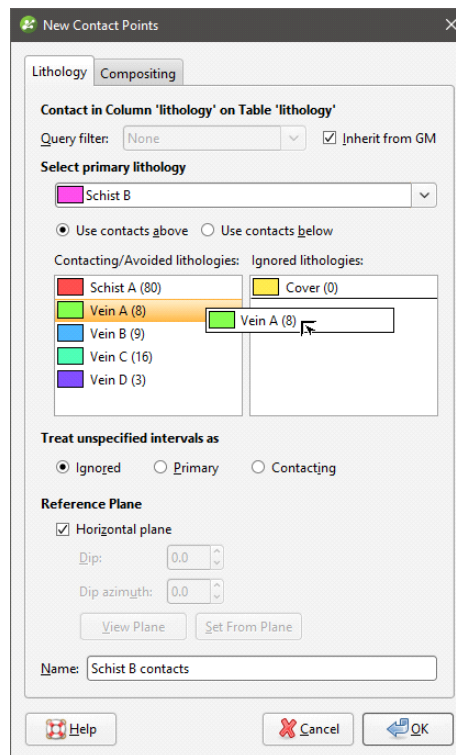 New Contact Points
Lithology Compositing
Contact in Column 'lithology' on Table 'lithology'
Query filter: None Inherit from GM
Select primary lithology
Schist B
Use contacts above Use contacts below
Contacting/Avoided lithologies: Ignored lithologies:
Schist A (80) Cover (0)
Vein A (8) Vein A (8)
Vein B (9)
Vein C (16)
Vein D (3)
Treat unspecified intervals as
Ignored Primary Contacting
Reference Plane
Horizontal plane
Dip: 0.0
Dip azimuth: 0.0
View Plane Set From Plane
Name: Schist B contacts
Help Cancel OK